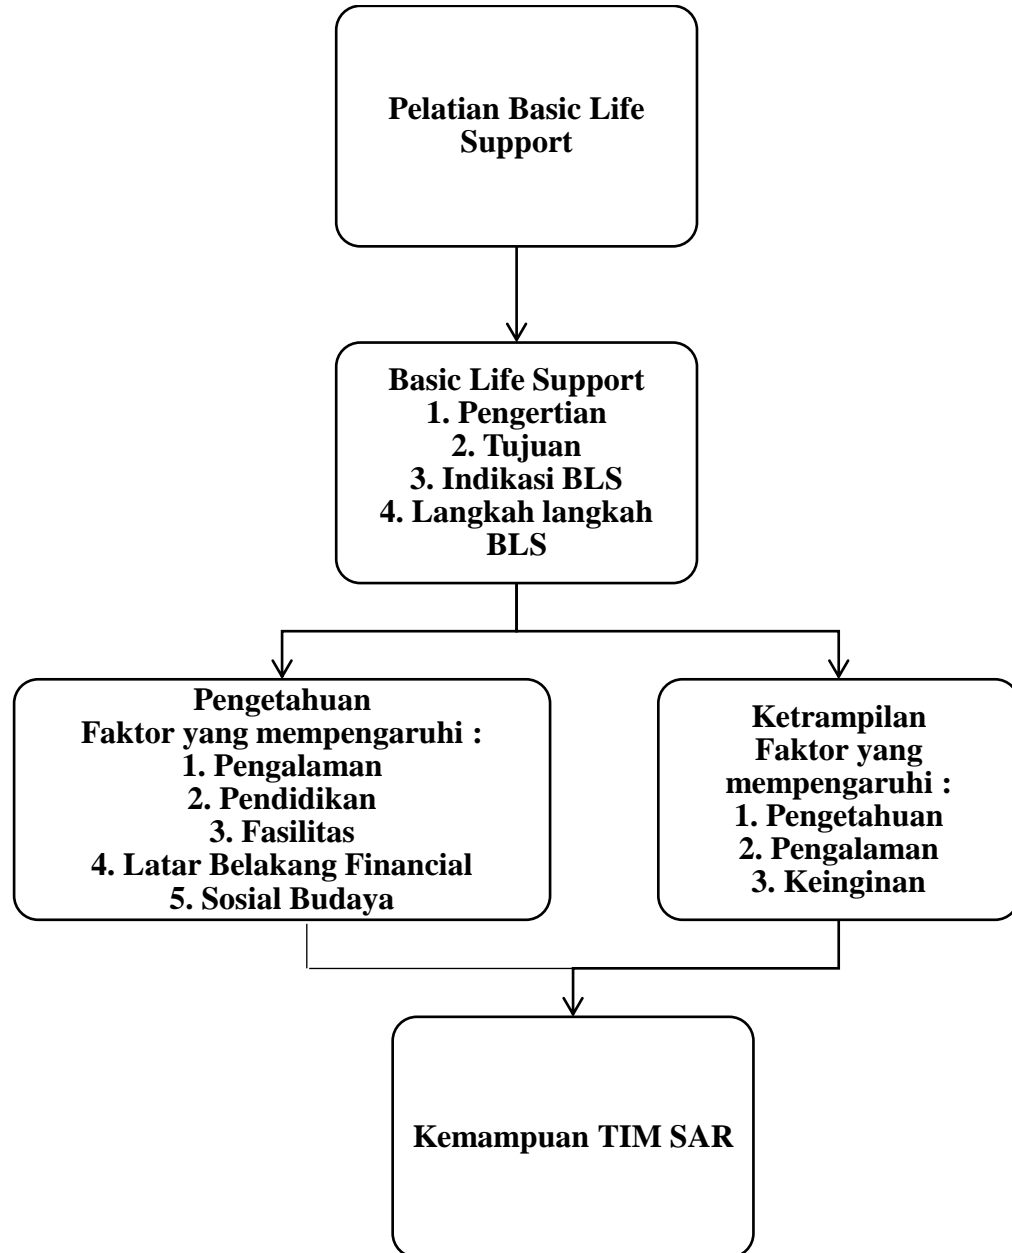 Pelatian Basic Life
Support
Basic Life Support
1. Pengertian
2. Tujuan
3. Indikasi BLS
4. Langkah langkah
BLS
Pengetahuan
Faktor yang mempengaruhi :
1. Pengalaman
2. Pendidikan
3. Fasilitas
4. Latar Belakang Financial
5. Sosial Budaya
Ketrampilan
Faktor yang
mempengaruhi :
1. Pengetahuan
2. Pengalaman
3. Keinginan
Kemampuan TIM SAR